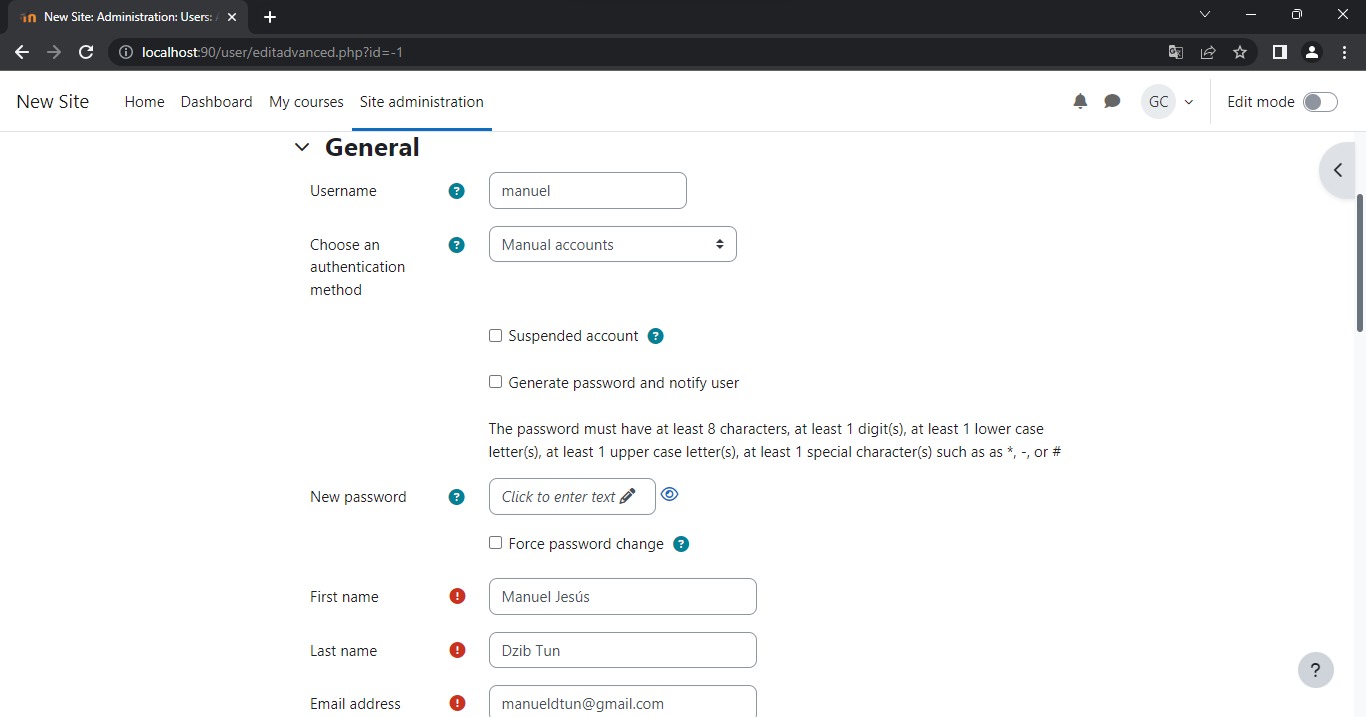 New Site: Administration: Users:
localhost:90/user/editadvanced.php?id=-1
New Site Home Dashboard My courses Site administration GC Edit mode
General
Username ? manuel
Choose an authentication method ? Manual accounts
Suspended account ?
Generate password and notify user
The password must have at least 8 characters, at least 1 digit(s), at least 1 lower case
letter(s), at least 1 upper case letter(s), at least 1 special character(s) such as as *, -, or #
New password ? Click to enter text
Force password change ?
First name ! Manuel Jesús
Last name ! Dzib Tun
Email address ! manueldtun@gmail.com
?